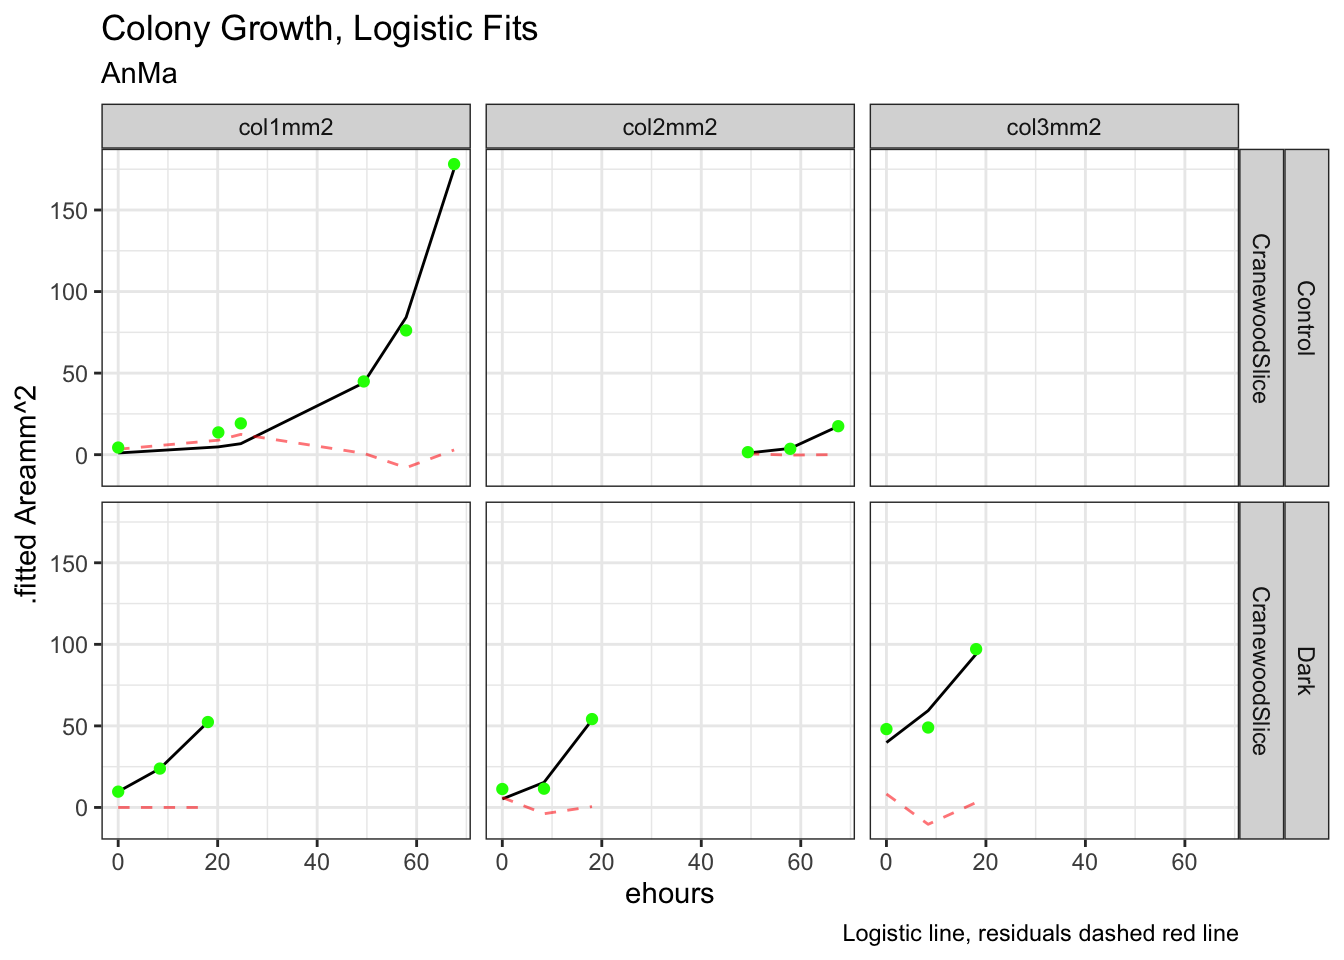 Colony Growth, Logistic Fits
AnMa
col1mm2
col2mm2
col3mm2
.fitted Areamm^2
150
100
50
0
CranewoodSlice
Control
150
100
50
0
CranewoodSlice
Dark
0 20 40 60
0 20 40 60
0 20 40 60
ehours
Logistic line, residuals dashed red line